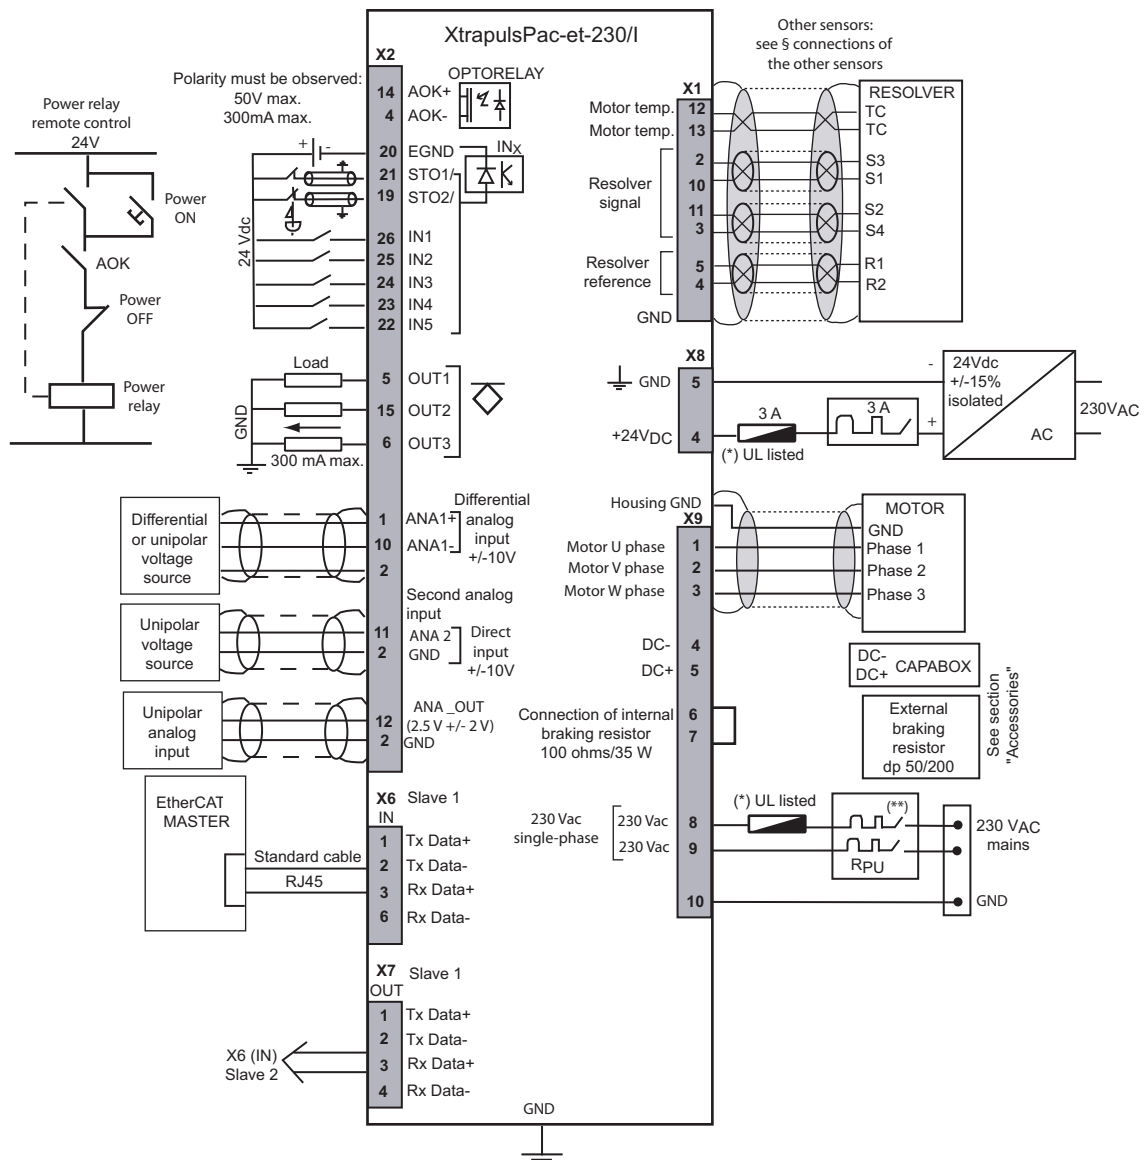 XtrapulsPac-et-230/I
Power relay
remote control
24V
Power
ON
AOK
Power
OFF
Power
relay
Polarity must be observed:
50V max.
300mA max.
X2
OPTORELAY
14 AOK+
4 AOK-
+ -
20 EGND
INX
21 STO1/
19 STO2/
24 Vdc
26 IN1
25 IN2
24 IN3
23 IN4
22 IN5
Load
5 OUT1
15 OUT2
6 OUT3
GND
300 mA max.
Differential
or unipolar
voltage
source
1 ANA1+
10 ANA1-
2
Differential
analog
input
+/-10V
Unipolar
voltage
source
Second analog
input
11 ANA 2
2 GND
Direct
input
+/-10V
Unipolar
analog
input
ANA _OUT
12 (2.5 V +/- 2 V)
2 GND
EtherCAT
MASTER
Standard cable
RJ45
X6 Slave 1
IN
1 Tx Data+
2 Tx Data-
3 Rx Data+
6 Rx Data-
X7 Slave 1
OUT
1 Tx Data+
2 Tx Data-
3 Rx Data+
4 Rx Data-
X6 (IN)
Slave 2
GND
Other sensors:
see § connections of
the other sensors
X1
RESOLVER
Motor temp. 12 TC
Motor temp. 13 TC
Resolver
signal
2 S3
10 S1
11 S2
3 S4
Resolver
reference
5 R1
4 R2
GND
X8
GND 5 -
+24VDC 4
3 A
(*) UL listed
3 A
+
24Vdc
+/-15%
isolated
AC
230VAC
Housing GND
X9
MOTOR
GND
Motor U phase 1 Phase 1
Motor V phase 2 Phase 2
Motor W phase 3 Phase 3
DC- 4
DC+ 5
DC-
DC+ CAPABOX
Connection of internal
braking resistor
100 ohms/35 W
6
7
External
braking
resistor
dp 50/200
See section
"Accessories"
230 Vac
single-phase
230 Vac 8
230 Vac 9
(*) UL listed
(**)
RPU
230 VAC
mains
10 GND